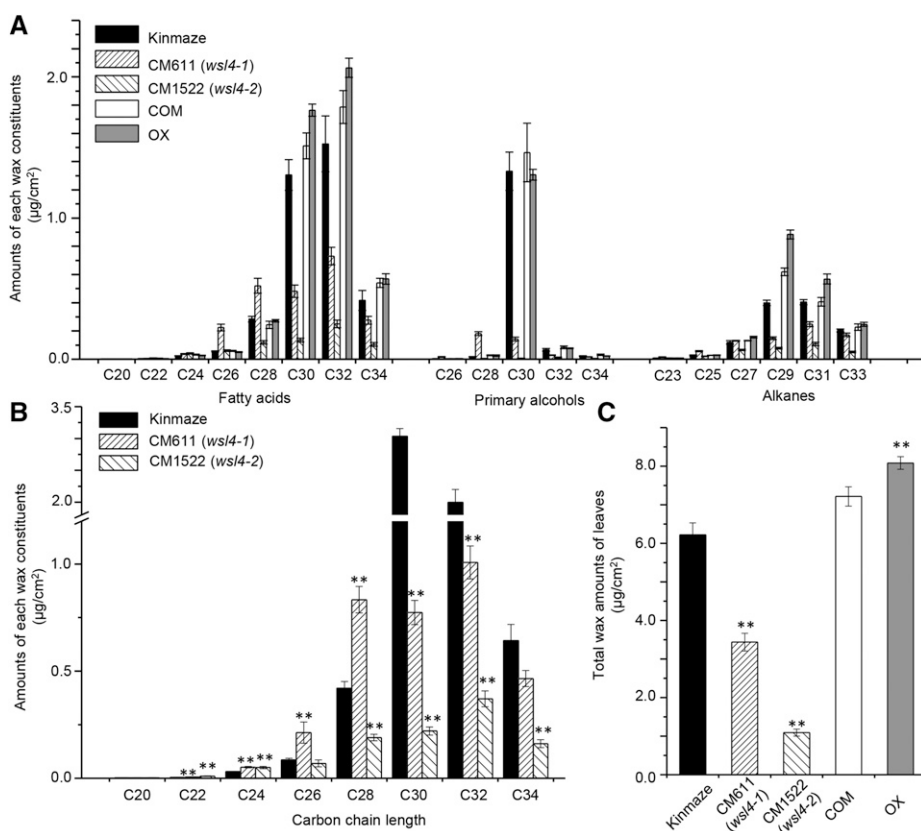 A
Amounts of each wax constituents
(µg/cm²)
2.0
1.0
0.0
Kinmaze
CM611 (wsl4-1)
CM1522 (wsl4-2)
COM
OX
C20 C22 C24 C26 C28 C30 C32 C34 C26 C28 C30 C32 C34 C23 C25 C27 C29 C31 C33
Fatty acids Primary alcohols Alkanes
B
Amounts of each wax constituents
(µg/cm²)
3.5
2.0
1.0
0.5
0.0
Kinmaze
CM611 (wsl4-1)
CM1522 (wsl4-2)
** ** ** ** ** ** ** ** ** ** ** **
C20 C22 C24 C26 C28 C30 C32 C34
Carbon chain length
C
Total wax amounts of leaves
(µg/cm²)
8.0
6.0
4.0
2.0
0.0
** ** **
Kinmaze
CM611
(wsl4-1)
CM1522
(wsl4-2)
COM
OX